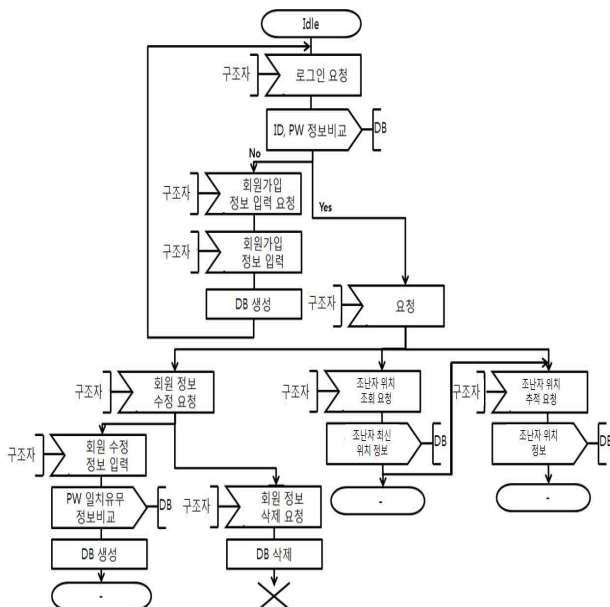 Idle
구조자
로그인 요청
ID, PW 정보비교
DB
No
Yes
구조자
회원가입
정보 입력 요청
구조자
회원가입
정보 입력
DB 생성
구조자
요청
구조자
회원 정보
수정 요청
구조자
조난자 위치
조회 요청
구조자
조난자 위치
추적 요청
구조자
회원 수정
정보 입력
조난자 최신
위치 정보
DB
조난자 위치
정보
DB
PW 일치유무
정보비교
DB
구조자
회원 정보
삭제 요청
-
-
DB 생성
DB 삭제
-